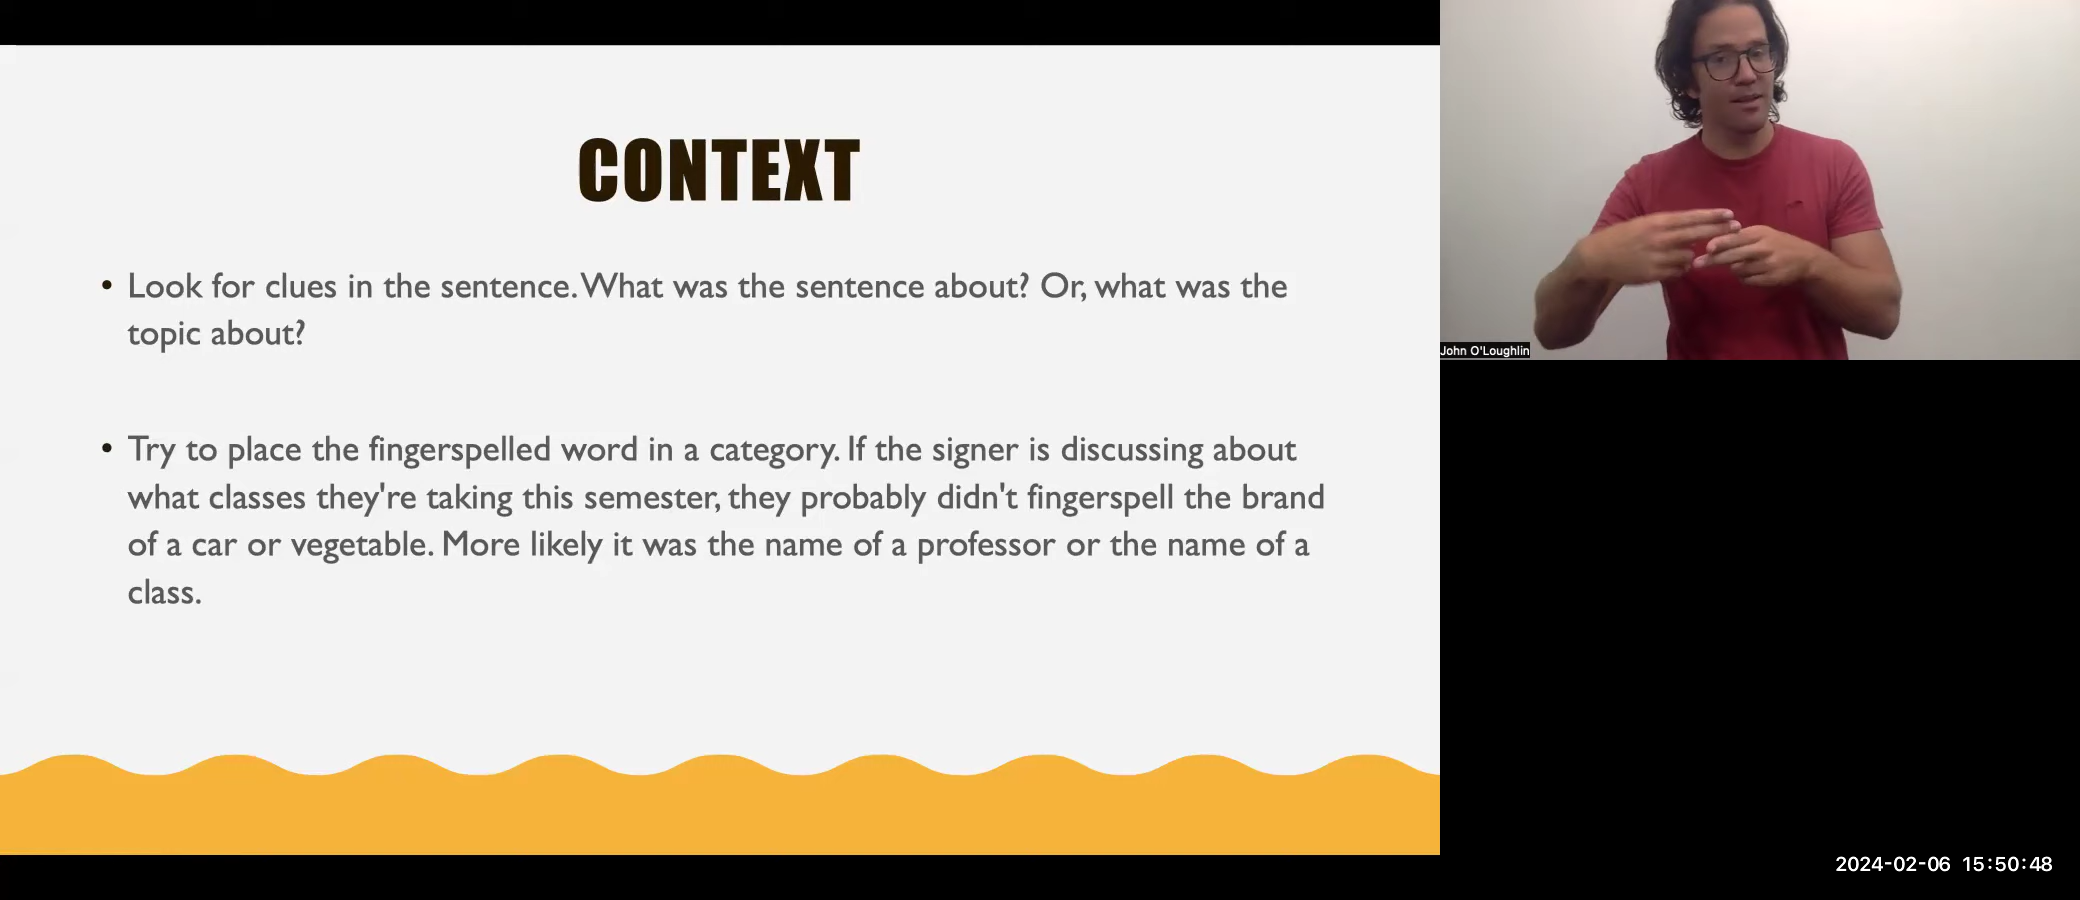 CONTEXT
• Look for clues in the sentence. What was the sentence about? Or, what was the
topic about?
• Try to place the fingerspelled word in a category. If the signer is discussing about
what classes they're taking this semester, they probably didn't fingerspell the brand
of a car or vegetable. More likely it was the name of a professor or the name of a
class.
John O'Loughlin
2024-02-06 15:50:48